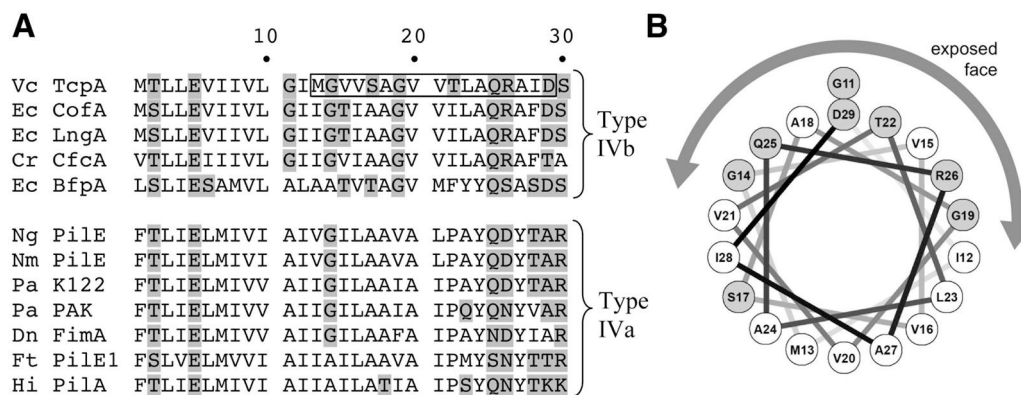 A
10 20 30
Vc TcpA MTLLEVIIVL GIMGVVSAGV VTLAQRAIDS
Ec CofA MSLLEVIIVL GIIGTIAAGV VILAQRAFDS
Ec LngA MSLLEVIIVL GIIGTIAAGV VILAQRAFDS
Cr CfcA VTLLEIIIVL GIIGVIAAGV VILAQRAFTA
Ec BfpA LSLIESAMVL ALAATVTAGV MFYYQSASDS
Type
IVb
Ng PilE FTLIELMIVI AIVGILAAVA LPAYQDYTAR
Nm PilE FTLIELMIVI AIVGILAAVA LPAYQDYTAR
Pa K122 FTLIELMIVV AIIGILAAIA IPAYQDYTAR
Pa PAK FTLIELMIVV AIIGILAAIA IPQYQNYVAR
Dn FimA FTLIELMIVV AIIGILAAFA IPAYNDYIAR
Ft PilE1 FSLVELMVVI AIIAILAAVA IPMYSNYTTR
Hi PilA FTLIELMIVI AIIAILATIA IPSYQNYTKK
Type
IVa
B
exposed
face
G11
D29
A18 T22
Q25 V15
G14 R26
V21 G19
I28 I12
S17 L23
A24 V16
M13 A27
V20